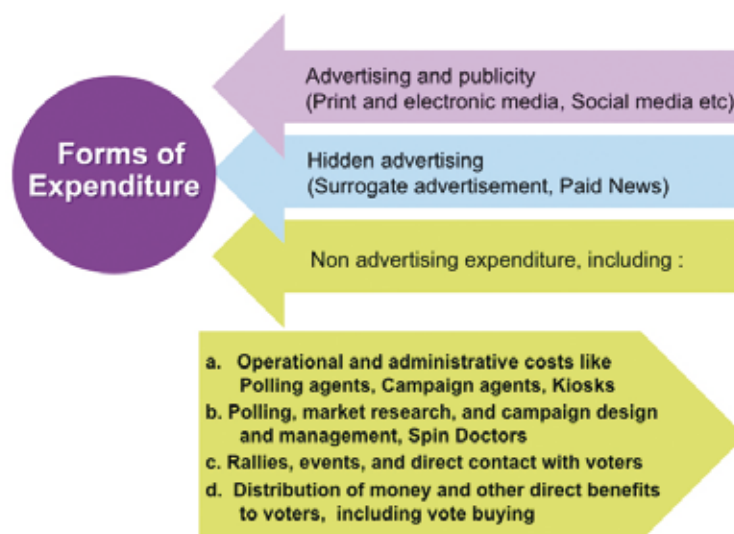 Forms of
Expenditure
Advertising and publicity
(Print and electronic media, Social media etc)
Hidden advertising
(Surrogate advertisement, Paid News)
Non advertising expenditure, including :
a. Operational and administrative costs like
Polling agents, Campaign agents, Kiosks
b. Polling, market research, and campaign design
and management, Spin Doctors
c. Rallies, events, and direct contact with voters
d. Distribution of money and other direct benefits
to voters, including vote buying